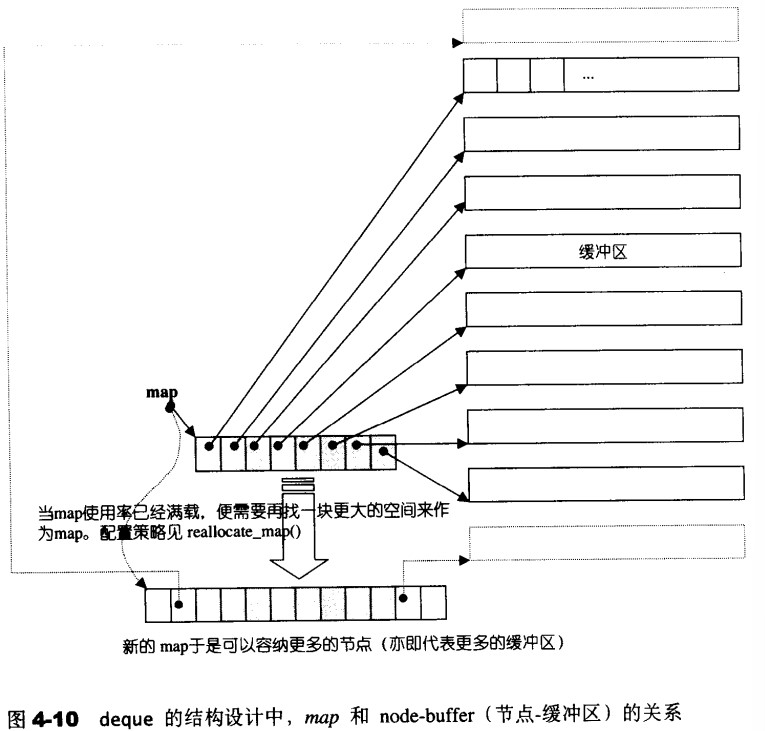 ...
缓冲区
map
当map使用率已经满载，便需要再找一块更大的空间来作
为map。配置策略见 reallocate_map()
新的 map于是可以容纳更多的节点（亦即代表更多的缓冲区）
图 4-10 deque 的结构设计中，map 和 node-buffer（节点-缓冲区）的关系